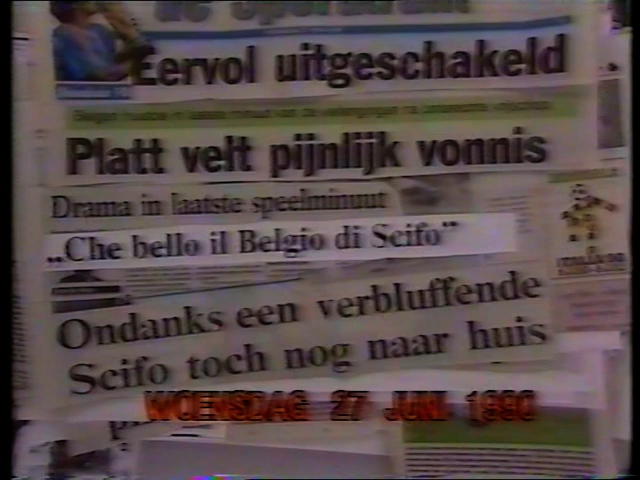 Eervol uitgeschakeld
Platt velt pijnlijk vonnis
Drama in laatste speelminuut
„Che bello il Belgio di Scifo"
Ondanks een verbluffende
Scifo toch nog naar huis
WOENSDAG 27 JUNI 1990